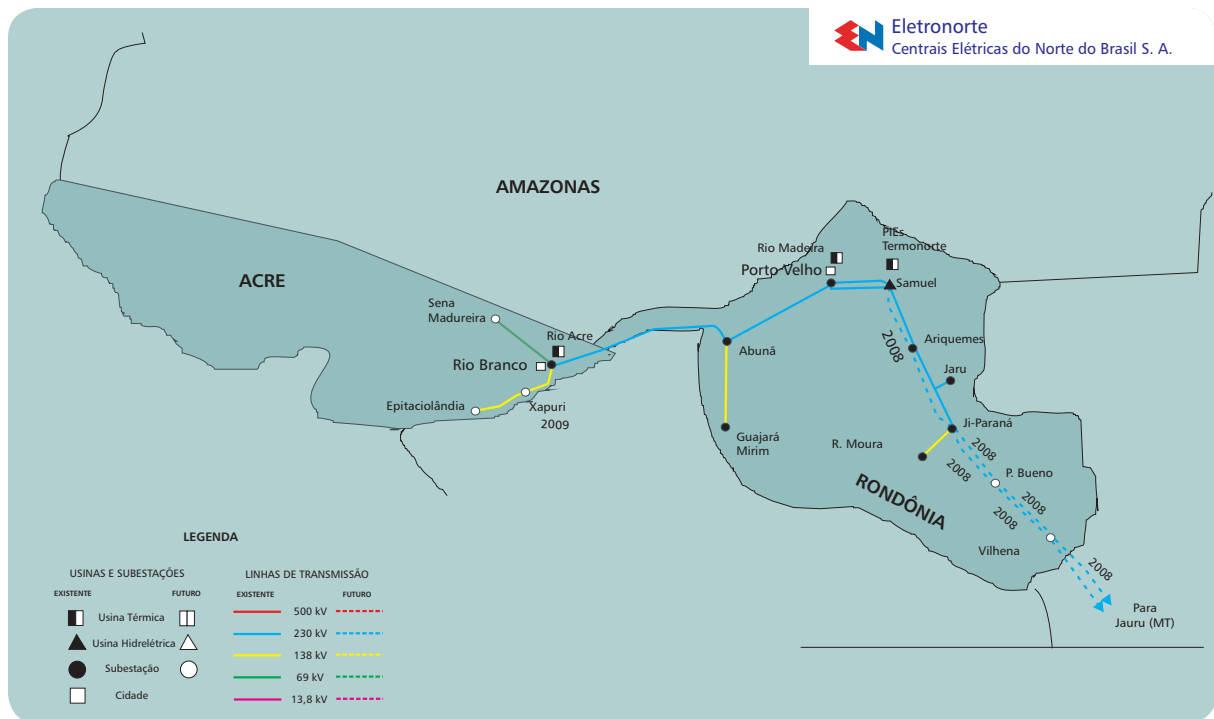 Eletronorte
Centrais Elétricas do Norte do Brasil S. A.
AMAZONAS
ACRE
Sena
Madureira
Rio Acre
Rio Branco
Epitaciolândia
Xapuri
2009
Rio Madeira
Porto Velho
PIEs
Termonorte
Samuel
Abunã
Guajará
Mirim
2008
Ariquemes
Jaru
Ji-Paraná
R. Moura
2008
2008
P. Bueno
RONDÔNIA
2008
2008
Vilhena
2008
Para
Jauru (MT)
LEGENDA
USINAS E SUBESTAÇÕES
EXISTENTE
FUTURO
Usina Térmica
Usina Hidrelétrica
Subestação
Cidade
LINHAS DE TRANSMISSÃO
EXISTENTE
FUTURO
500 kV
230 kV
138 kV
69 kV
13,8 kV